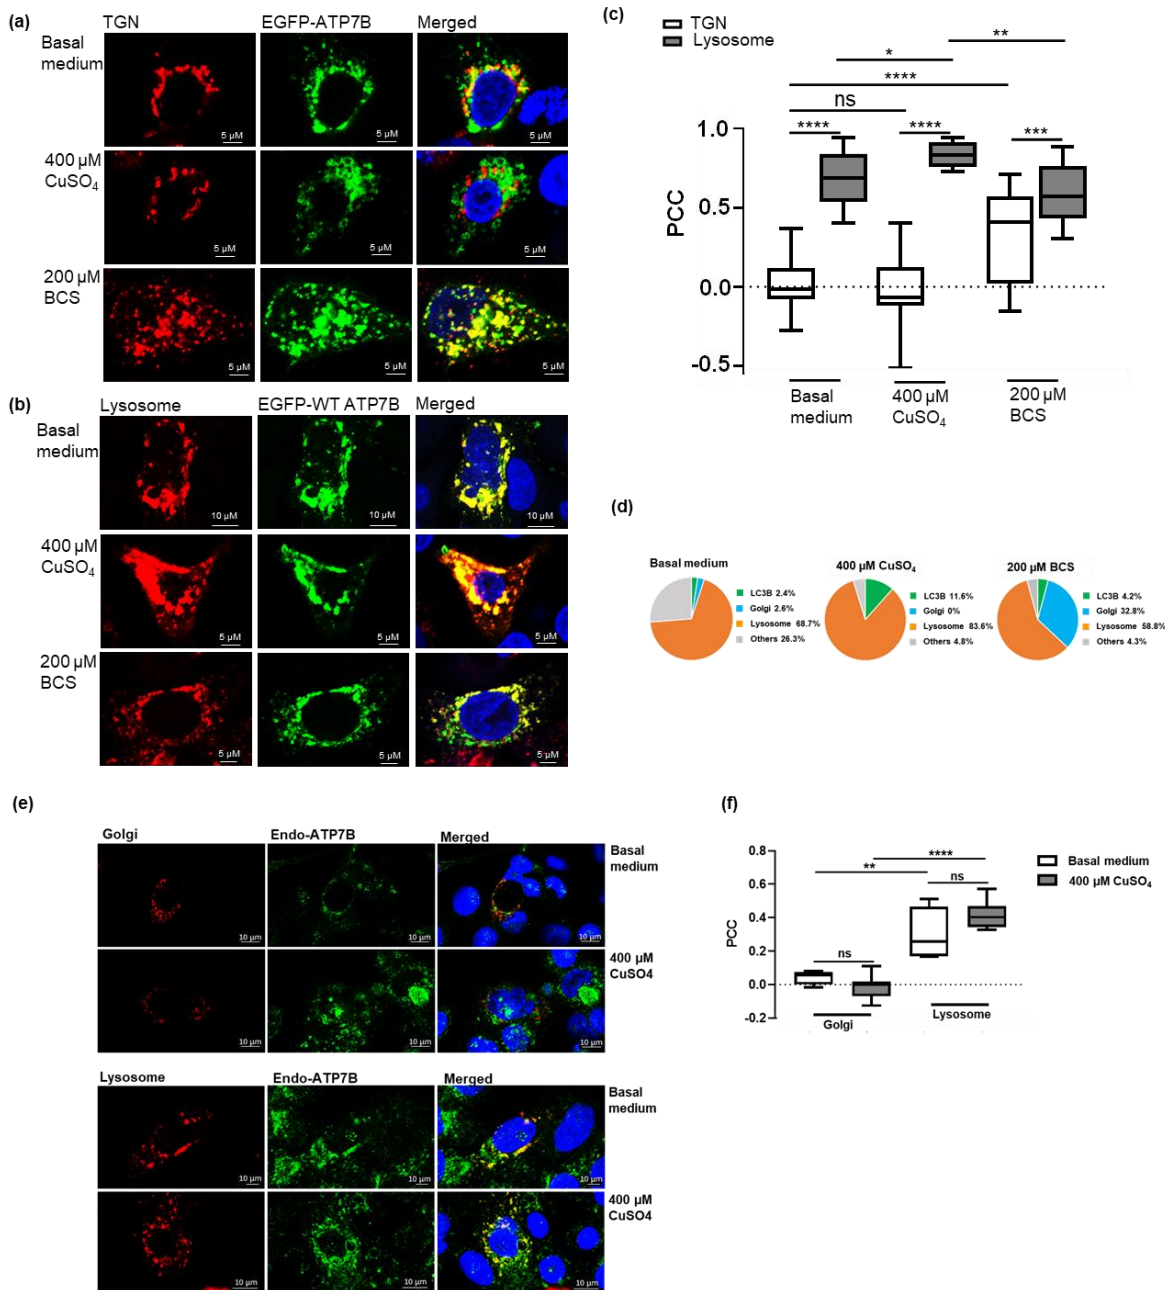 (a)
TGN EGFP-ATP7B Merged
Basal
medium
5 µM 5 µM 5 µM
400 µM
CuSO₄
5 µM 5 µM 5 µM
200 µM
BCS
5 µM 5 µM 5 µM
(b)
Lysosome EGFP-WT ATP7B Merged
Basal
medium
10 µM 10 µM 10 µM
400 µM
CuSO₄
5 µM 5 µM 5 µM
200 µM
BCS
5 µM 5 µM 5 µM
(c)
TGN
Lysosome
**
*
****
ns
**** **** ***
1.0
0.5
0.0
-0.5
PCC
Basal
medium
400 µM
CuSO₄
200 µM
BCS
(d)
Basal medium
LC3B 2.4%
Golgi 2.6%
Lysosome 68.7%
Others 26.3%
400 µM CuSO₄
LC3B 11.6%
Golgi 0%
Lysosome 83.6%
Others 4.8%
200 µM BCS
LC3B 4.2%
Golgi 32.8%
Lysosome 58.8%
Others 4.3%
(e)
Golgi Endo-ATP7B Merged
Basal
medium
10 µm 10 µm 10 µm
400 µM
CuSO4
10 µm 10 µm 10 µm
Lysosome Endo-ATP7B Merged
Basal
medium
10 µm 10 µm 10 µm
400 µM
CuSO4
10 µm 10 µm 10 µm
(f)
Basal medium
400 µM CuSO₄
****
**
ns
ns
0.8
0.6
0.4
0.2
0.0
-0.2
PCC
Golgi Lysosome